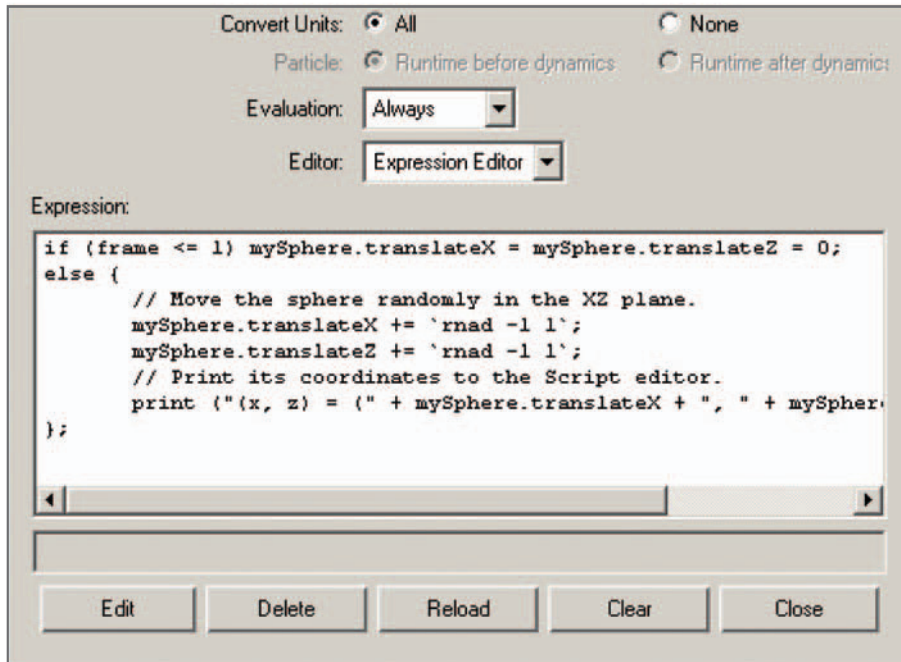 Convert Units: All None
Particle: Runtime before dynamics Runtime after dynamics
Evaluation: Always
Editor: Expression Editor
Expression:
if (frame <= 1) mySphere.translateX = mySphere.translateZ = 0;
else {
// Move the sphere randomly in the XZ plane.
mySphere.translateX += `rnad -1 1`;
mySphere.translateZ += `rnad -1 1`;
// Print its coordinates to the Script editor.
print ("(x, z) = (" + mySphere.translateX + ", " + mySphere
};
Edit Delete Reload Clear Close